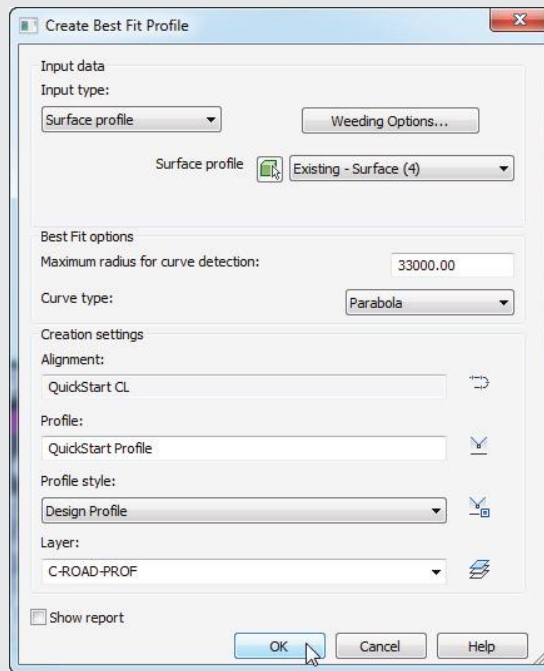 Create Best Fit Profile
Input data
Input type:
Surface profile
Weeding Options...
Surface profile
Existing - Surface (4)
Best Fit options
Maximum radius for curve detection:
33000.00
Curve type:
Parabola
Creation settings
Alignment:
QuickStart CL
Profile:
QuickStart Profile
Profile style:
Design Profile
Layer:
C-ROAD-PROF
Show report
OK
Cancel
Help